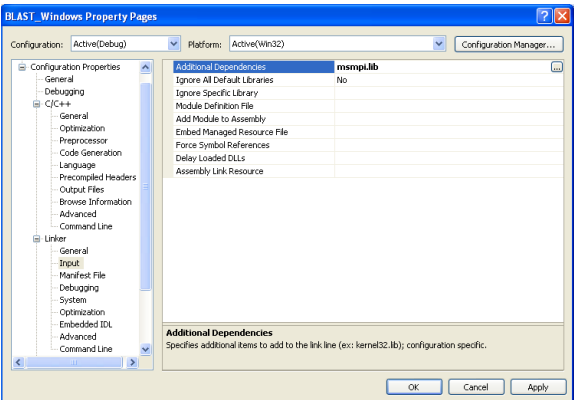 BLAST_Windows Property Pages
Configuration: Active(Debug) Platform: Active(Win32) Configuration Manager...
Configuration Properties
General
Debugging
C/C++
General
Optimization
Preprocessor
Code Generation
Language
Precompiled Headers
Output Files
Browse Information
Advanced
Command Line
Linker
General
Input
Manifest File
Debugging
System
Optimization
Embedded IDL
Advanced
Command Line
Additional Dependencies msmpi.lib ...
Ignore All Default Libraries No
Ignore Specific Library
Module Definition File
Add Module to Assembly
Embed Managed Resource File
Force Symbol References
Delay Loaded DLLs
Assembly Link Resource
Additional Dependencies
Specifies additional items to add to the link line (ex: kernel32.lib); configuration specific.
OK Cancel Apply